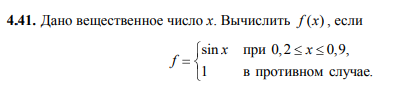 4.41. Дано вещественное число x. Вычислить f(x), если
f = { sin x при 0,2 ≤ x ≤ 0,9,
1 в противном случае.